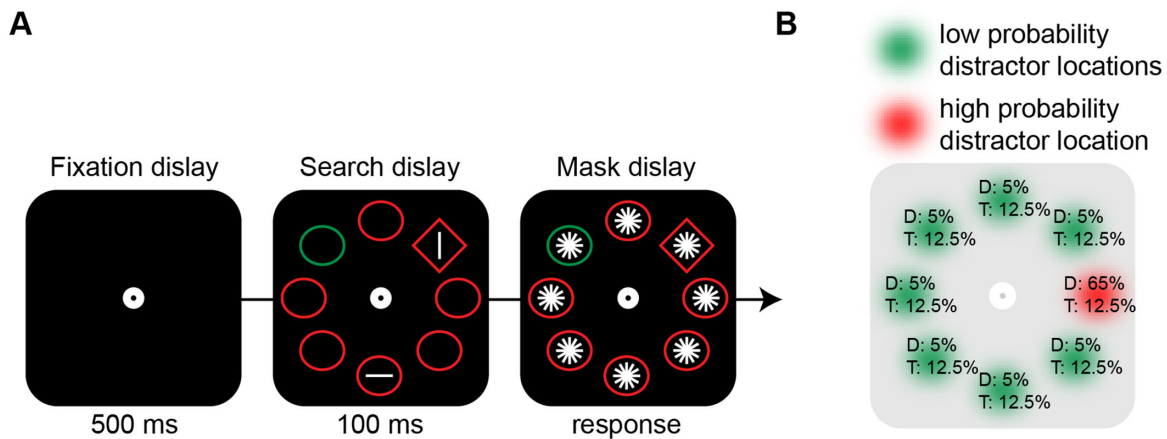 A
B
low probability
distractor locations
high probability
distractor location
Fixation dislay
Search dislay
Mask dislay
500 ms
100 ms
response
D: 5%
T: 12.5%
D: 5%
T: 12.5%
D: 5%
T: 12.5%
D: 5%
T: 12.5%
D: 65%
T: 12.5%
D: 5%
T: 12.5%
D: 5%
T: 12.5%
D: 5%
T: 12.5%